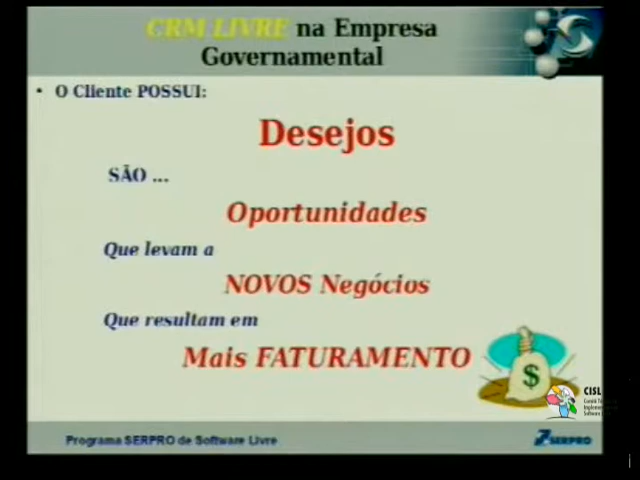 CRM LIVRE na Empresa
Governamental
• O Cliente POSSUI:
Desejos
SÃO ...
Oportunidades
Que levam a
NOVOS Negócios
Que resultam em
Mais FATURAMENTO
$
CISL
Programa SERPRO de Software Livre
SERPRO